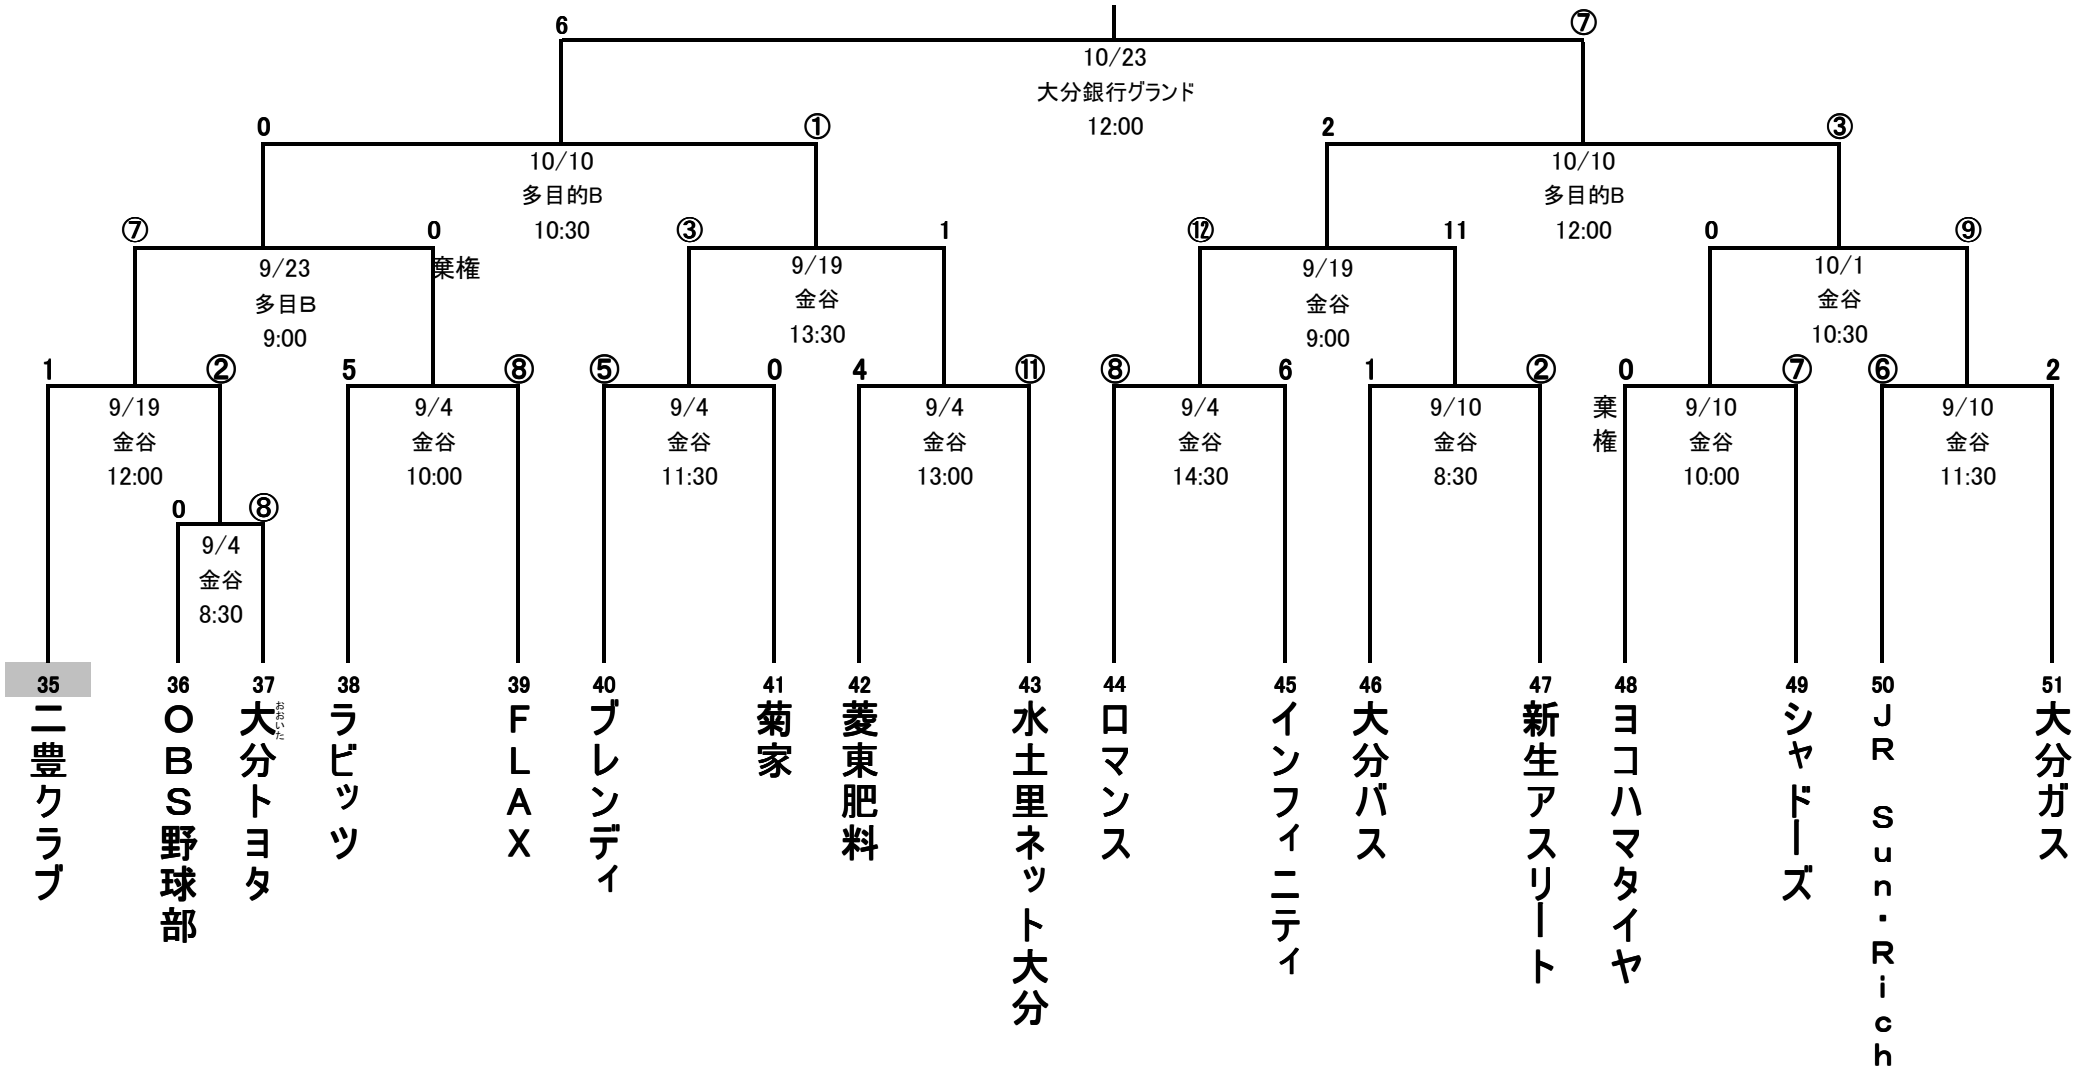 6
⑦
10/23
大分銀行グランド
12:00
0
①
2
③
10/10
多目的B
10:30
10/10
多目的B
12:00
⑦
0
棄権
③
1
⑫
11
0
⑨
9/23
多目B
9:00
9/19
金谷
13:30
9/19
金谷
9:00
10/1
金谷
10:30
1
②
5
⑧
⑤
0
4
⑪
⑧
6
1
②
0
棄権
⑦
⑥
2
9/19
金谷
12:00
9/4
金谷
10:00
9/4
金谷
11:30
9/4
金谷
13:00
9/4
金谷
14:30
9/10
金谷
8:30
9/10
金谷
10:00
9/10
金谷
11:30
0
⑧
9/4
金谷
8:30
35
二豊クラブ
36
OBS野球部
37
大分トヨタ
おおいた
38
ラビッツ
39
FLAX
40
ブレンディ
41
菊家
42
菱東肥料
43
水土里ネット大分
44
ロマンス
45
インフィニティ
46
大分バス
47
新生アスリート
48
ヨコハマタイヤ
49
シャドーズ
50
JR Sun・Rich
51
大分ガス